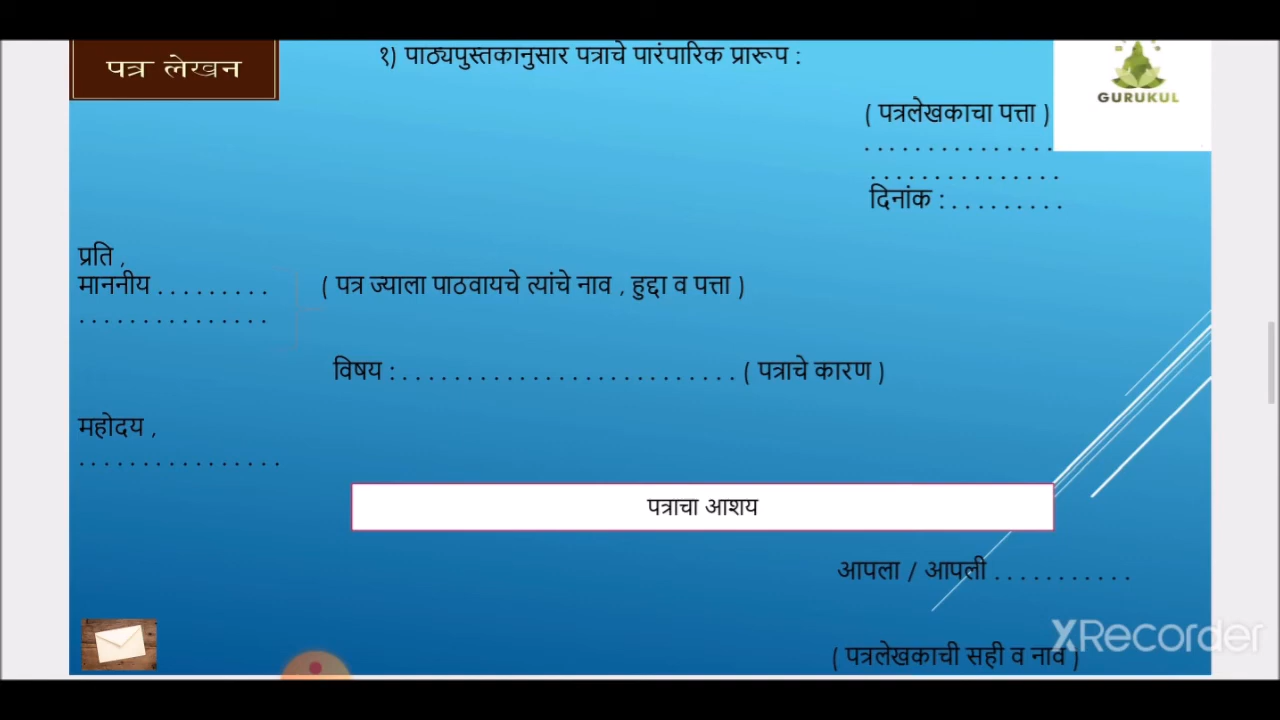 पत्र लेखन
१) पाठ्यपुस्तकानुसार पत्राचे पारंपारिक प्रारूप :
GURUKUL
( पत्रलेखकाचा पत्ता )
. . . . . . . . . . . . . . .
. . . . . . . . . . . . . . .
दिनांक : . . . . . . . . .
प्रति ,
माननीय . . . . . . . . . ( पत्र ज्याला पाठवायचे त्यांचे नाव , हुद्दा व पत्ता )
. . . . . . . . . . . . . . .
विषय : . . . . . . . . . . . . . . . . . . . . . . . . . . ( पत्राचे कारण )
महोदय ,
. . . . . . . . . . . . . . . .
पत्राचा आशय
आपला / आपली . . . . . . . . . . .
( पत्रलेखकाची सही व नाव )
XRecorder